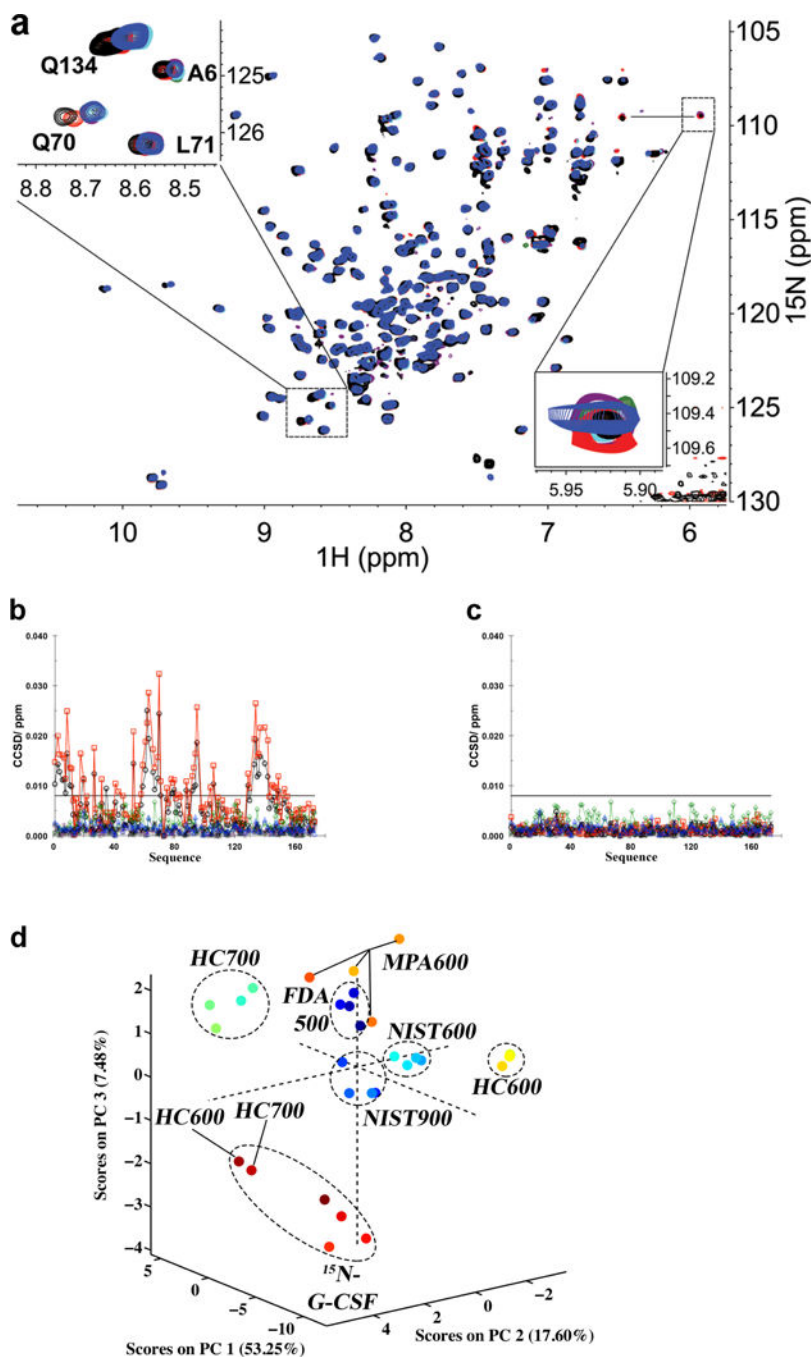 a
Q134
A6
Q70
L71
125
126
8.8 8.7 8.6 8.5
105
110
115
120
125
130
15N (ppm)
109.2
109.4
109.6
5.95 5.90
10 9 8 7 6
1H (ppm)
b
CCSD/ ppm
0.040
0.030
0.020
0.010
0.000
0 40 80 120 160
Sequence
c
CCSD/ ppm
0.040
0.030
0.020
0.010
0.000
0 40 80 120 160
Sequence
d
HC700
MPA600
FDA
500
NIST600
HC600
NIST900
HC600
HC700
15N-
G-CSF
2
1
0
−1
−2
−3
−4
Scores on PC 3 (7.48%)
5 0 −5 −10
Scores on PC 1 (53.25%)
4 2 0 −2
Scores on PC 2 (17.60%)